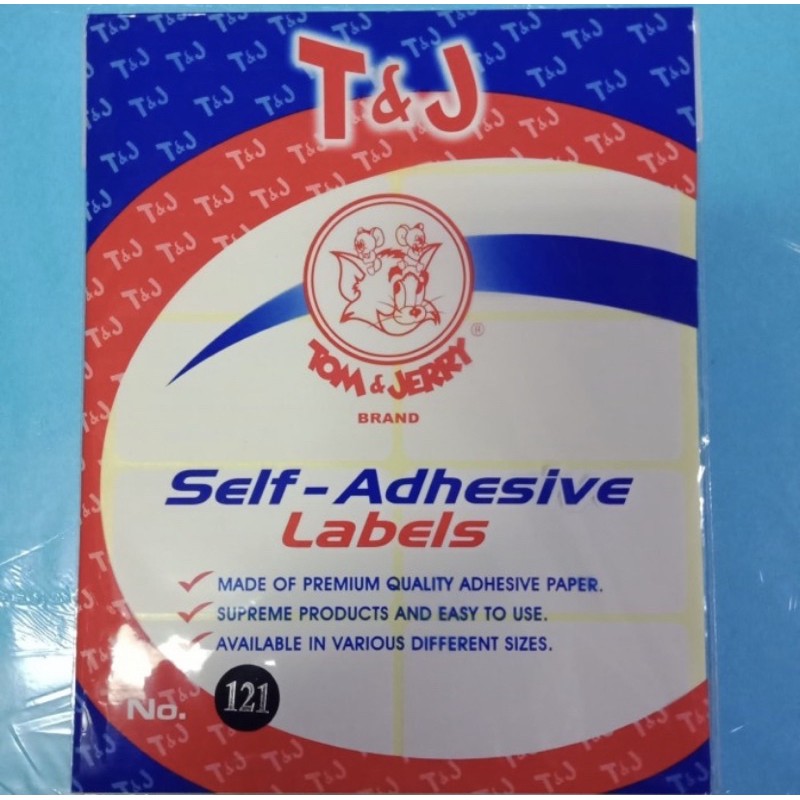 T&J
TOM & JERRY
®
BRAND
Self-Adhesive
Labels
MADE OF PREMIUM QUALITY ADHESIVE PAPER.
SUPREME PRODUCTS AND EASY TO USE.
AVAILABLE IN VARIOUS DIFFERENT SIZES.
No. 121